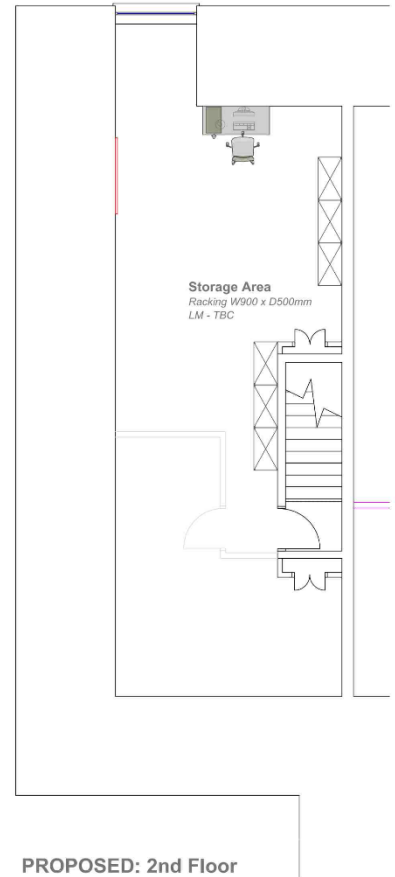 Storage Area
Racking W900 x D500mm
LM - TBC
PROPOSED: 2nd Floor